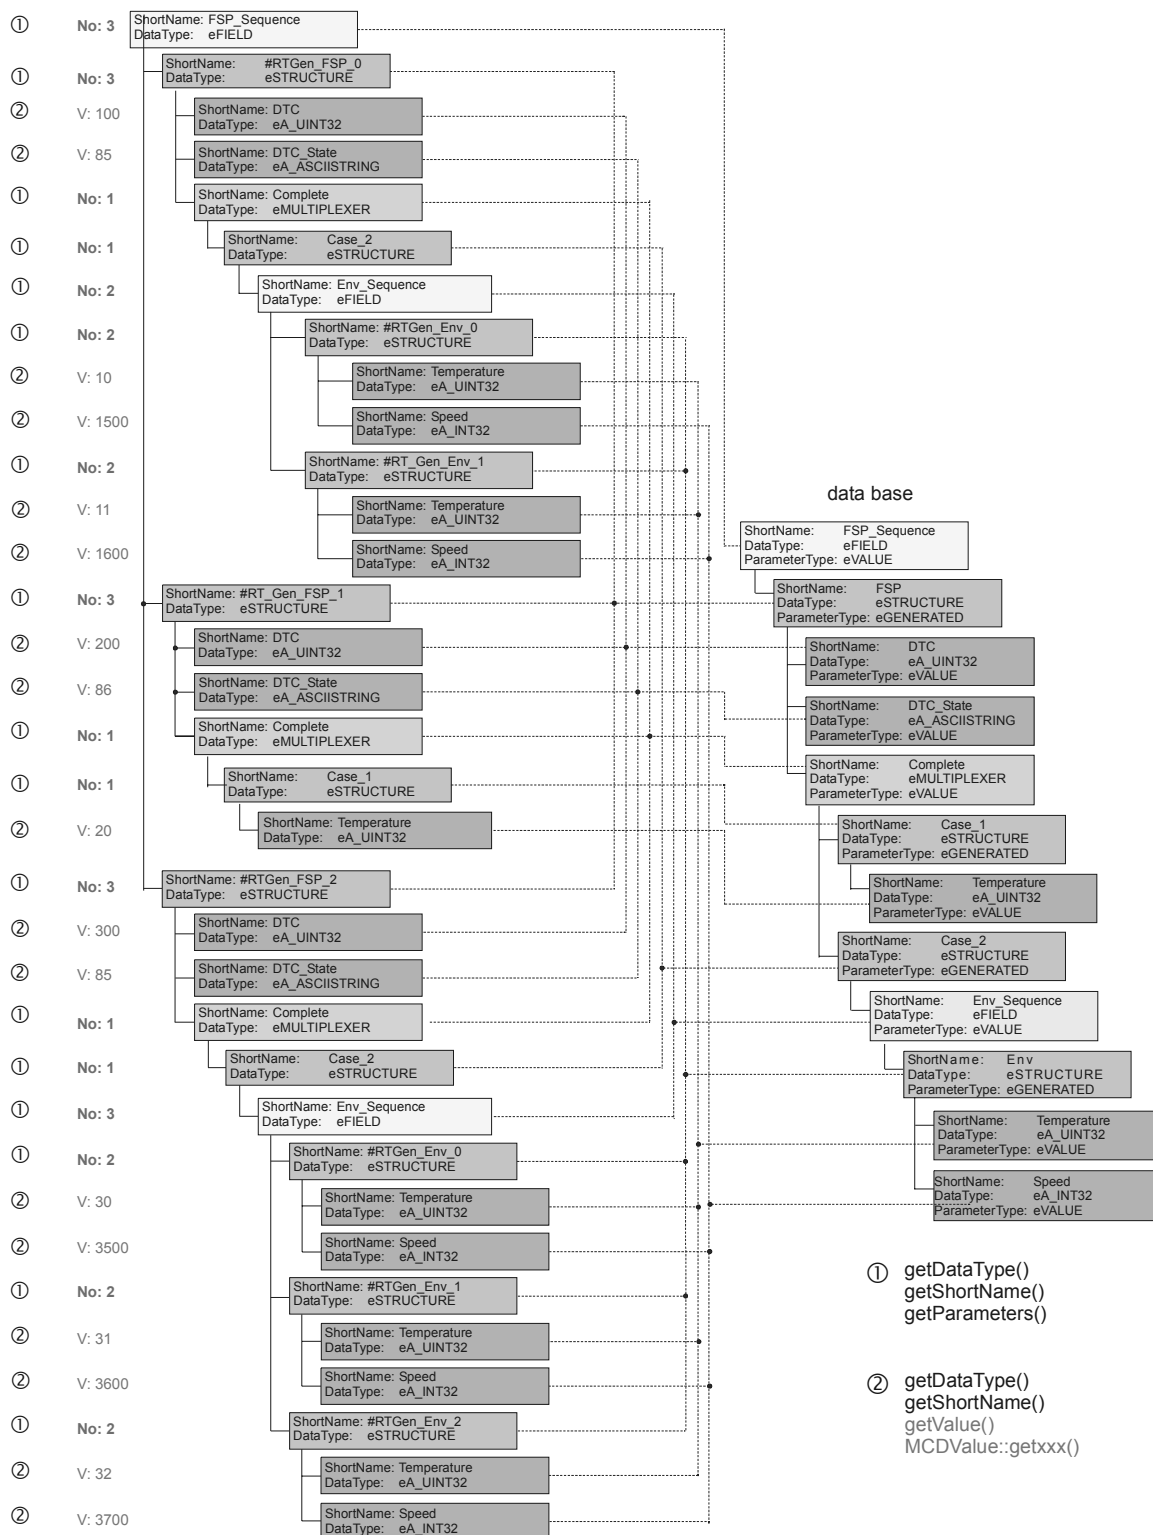 ① No: 3 ShortName: FSP_Sequence
DataType: eFIELD
① No: 3 ShortName: #RTGen_FSP_0
DataType: eSTRUCTURE
② V: 100 ShortName: DTC
DataType: eA_UINT32
② V: 85 ShortName: DTC_State
DataType: eA_ASCIISTRING
① No: 1 ShortName: Complete
DataType: eMULTIPLEXER
① No: 1 ShortName: Case_2
DataType: eSTRUCTURE
① No: 2 ShortName: Env_Sequence
DataType: eFIELD
① No: 2 ShortName: #RTGen_Env_0
DataType: eSTRUCTURE
② V: 10 ShortName: Temperature
DataType: eA_UINT32
② V: 1500 ShortName: Speed
DataType: eA_INT32
① No: 2 ShortName: #RT_Gen_Env_1
DataType: eSTRUCTURE
② V: 11 ShortName: Temperature
DataType: eA_UINT32
② V: 1600 ShortName: Speed
DataType: eA_INT32
① No: 3 ShortName: #RT_Gen_FSP_1
DataType: eSTRUCTURE
② V: 200 ShortName: DTC
DataType: eA_UINT32
② V: 86 ShortName: DTC_State
DataType: eA_ASCIISTRING
① No: 1 ShortName: Complete
DataType: eMULTIPLEXER
① No: 1 ShortName: Case_1
DataType: eSTRUCTURE
② V: 20 ShortName: Temperature
DataType: eA_UINT32
① No: 3 ShortName: #RTGen_FSP_2
DataType: eSTRUCTURE
② V: 300 ShortName: DTC
DataType: eA_UINT32
② V: 85 ShortName: DTC_State
DataType: eA_ASCIISTRING
① No: 1 ShortName: Complete
DataType: eMULTIPLEXER
① No: 1 ShortName: Case_2
DataType: eSTRUCTURE
① No: 3 ShortName: Env_Sequence
DataType: eFIELD
① No: 2 ShortName: #RTGen_Env_0
DataType: eSTRUCTURE
② V: 30 ShortName: Temperature
DataType: eA_UINT32
② V: 3500 ShortName: Speed
DataType: eA_INT32
① No: 2 ShortName: #RTGen_Env_1
DataType: eSTRUCTURE
② V: 31 ShortName: Temperature
DataType: eA_UINT32
② V: 3600 ShortName: Speed
DataType: eA_INT32
① No: 2 ShortName: #RTGen_Env_2
DataType: eSTRUCTURE
② V: 32 ShortName: Temperature
DataType: eA_UINT32
② V: 3700 ShortName: Speed
DataType: eA_INT32
data base
ShortName: FSP_Sequence
DataType: eFIELD
ParameterType: eVALUE
ShortName: FSP
DataType: eSTRUCTURE
ParameterType: eGENERATED
ShortName: DTC
DataType: eA_UINT32
ParameterType: eVALUE
ShortName: DTC_State
DataType: eA_ASCIISTRING
ParameterType: eVALUE
ShortName: Complete
DataType: eMULTIPLEXER
ParameterType: eVALUE
ShortName: Case_1
DataType: eSTRUCTURE
ParameterType: eGENERATED
ShortName: Temperature
DataType: eA_UINT32
ParameterType: eVALUE
ShortName: Case_2
DataType: eSTRUCTURE
ParameterType: eGENERATED
ShortName: Env_Sequence
DataType: eFIELD
ParameterType: eVALUE
ShortName: Env
DataType: eSTRUCTURE
ParameterType: eGENERATED
ShortName: Temperature
DataType: eA_UINT32
ParameterType: eVALUE
ShortName: Speed
DataType: eA_INT32
ParameterType: eVALUE
① getDataType()
getShortName()
getParameters()
② getDataType()
getShortName()
getValue()
MCDValue::getxxx()